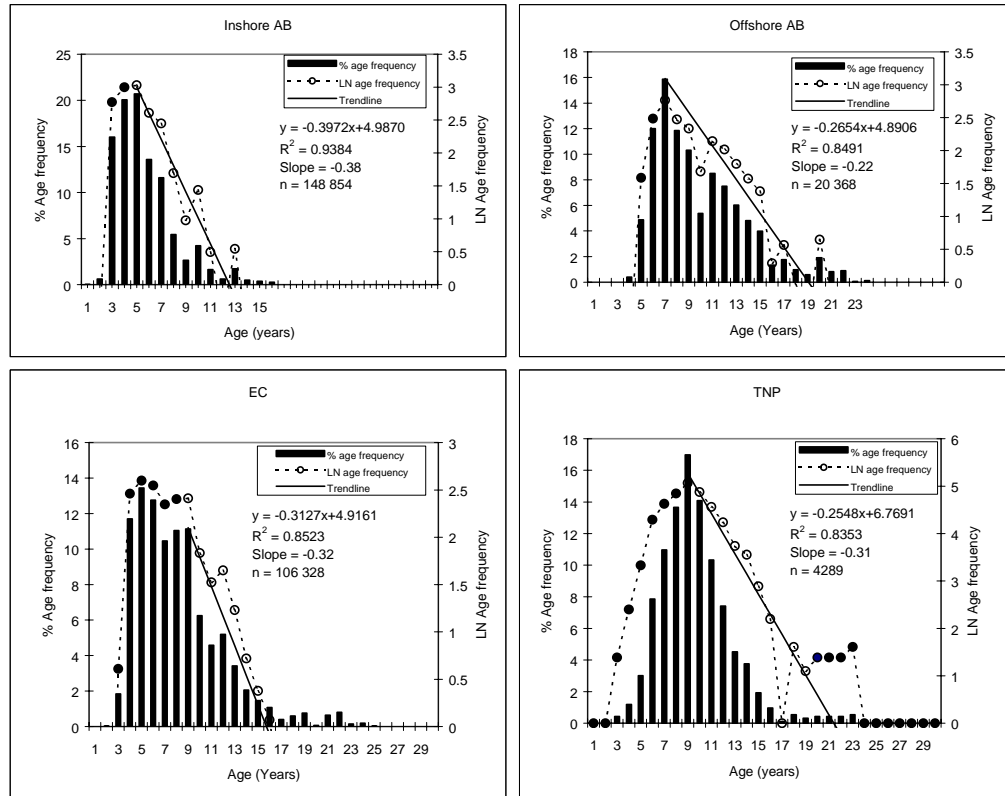 Inshore AB
25
20
15
10
5
0
% Age frequency
3.5
3
2.5
2
1.5
1
0.5
0
LN Age frequency
% age frequency
LN age frequency
Trendline
y = -0.3972x+4.9870
R² = 0.9384
Slope = -0.38
n = 148 854
1 3 5 7 9 11 13 15
Age (years)
Offshore AB
18
16
14
12
10
8
6
4
2
0
% Age frequency
3.5
3
2.5
2
1.5
1
0.5
0
LN Age frequency
% age frequency
LN age frequency
Trendline
y = -0.2654x+4.8906
R² = 0.8491
Slope = -0.22
n = 20 368
1 3 5 7 9 11 13 15 17 19 21 23
Age (Years)
EC
16
14
12
10
8
6
4
2
0
% Age frequency
3
2.5
2
1.5
1
0.5
0
LN Age frequency
% age frequency
LN age frequency
Trendline
y = -0.3127x+4.9161
R² = 0.8523
Slope = -0.32
n = 106 328
1 3 5 7 9 11 13 15 17 19 21 23 25 27 29
Age (Years)
TNP
18
16
14
12
10
8
6
4
2
0
% Age frequency
6
5
4
3
2
1
0
LN Age frequency
% age frequency
LN age frequency
Trendline
y = -0.2548x+6.7691
R² = 0.8353
Slope = -0.31
n = 4289
1 3 5 7 9 11 13 15 17 19 21 23 25 27 29
Age (years)